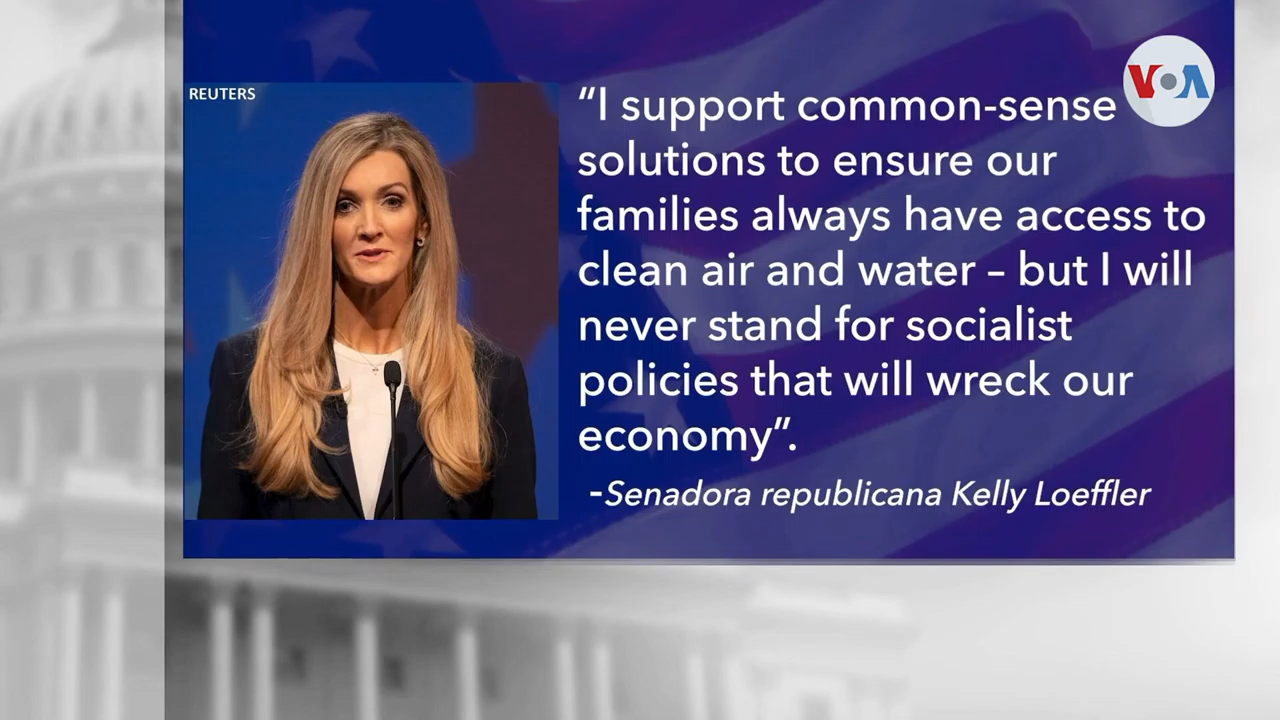 REUTERS
VOA
“I support common-sense
solutions to ensure our
families always have access to
clean air and water – but I will
never stand for socialist
policies that will wreck our
economy”.
-Senadora republicana Kelly Loeffler